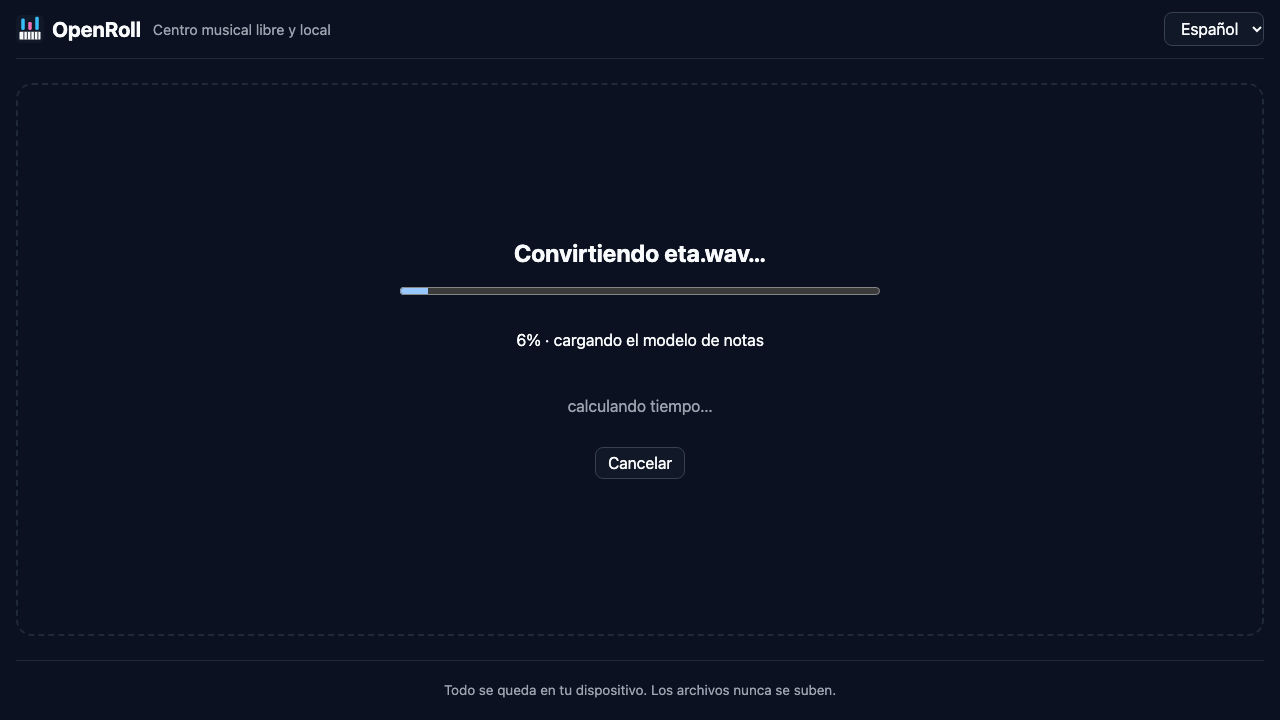 OpenRoll Centro musical libre y local Español
Convirtiendo eta.wav...
6% · cargando el modelo de notas
calculando tiempo...
Cancelar
Todo se queda en tu dispositivo. Los archivos nunca se suben.